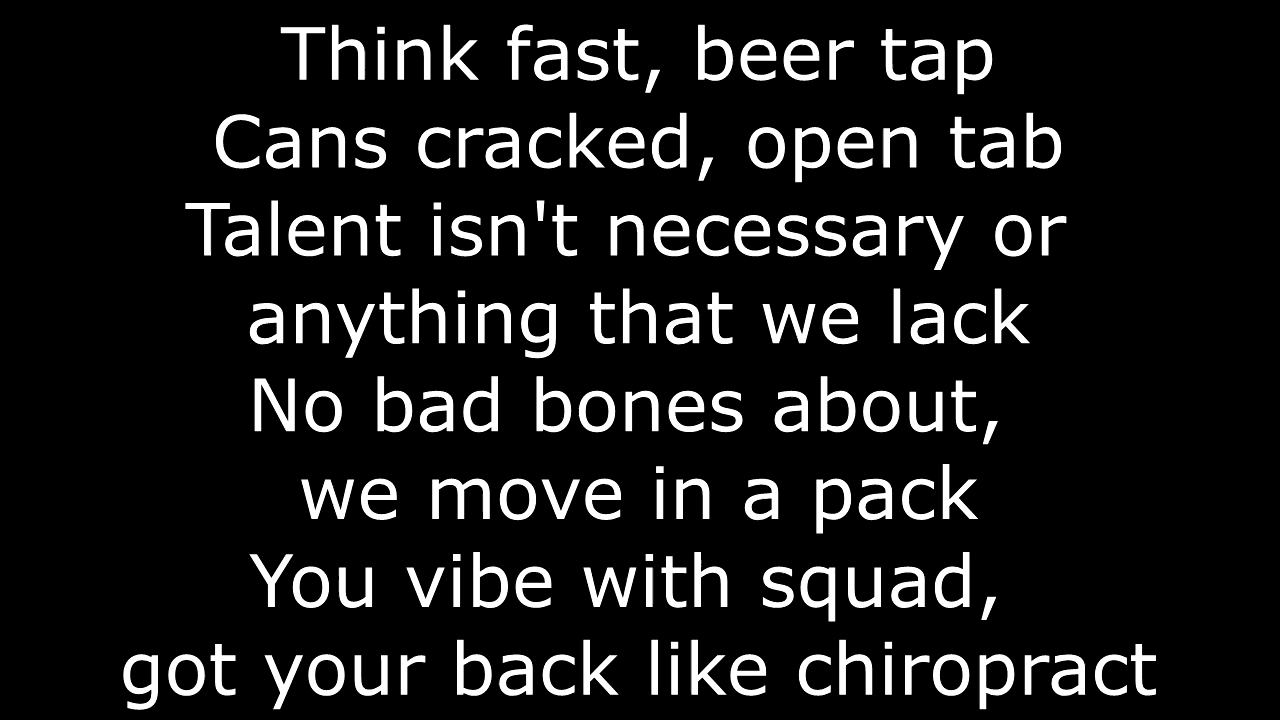 Think fast, beer tap
Cans cracked, open tab
Talent isn't necessary or
anything that we lack
No bad bones about,
we move in a pack
You vibe with squad,
got your back like chiropract